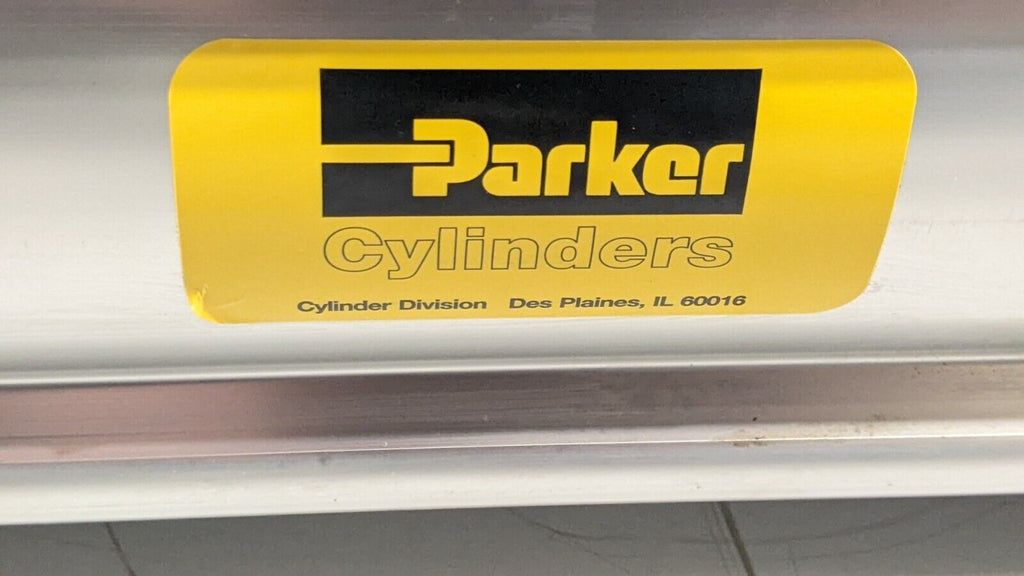 Parker
Cylinders
Cylinder Division Des Plaines, IL 60016